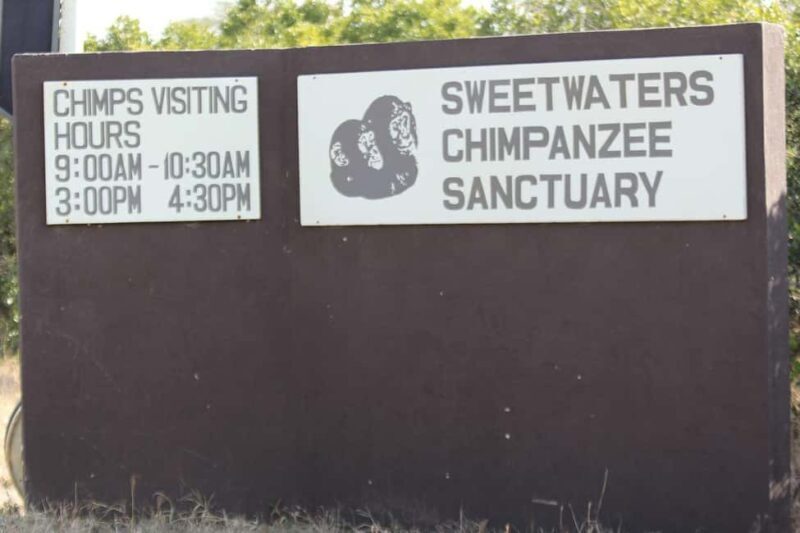 CHIMPS VISITING
HOURS
9:00AM - 10:30AM
3:00PM 4:30PM
SWEETWATERS
CHIMPANZEE
SANCTUARY